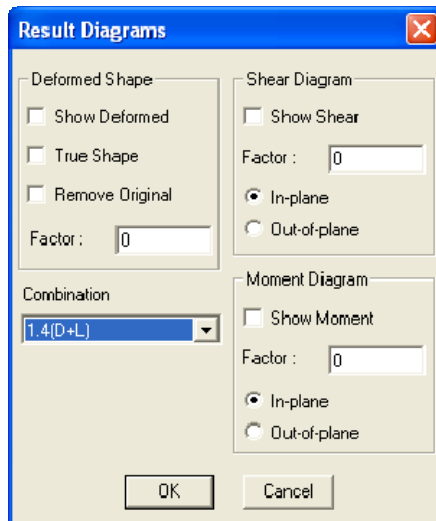 Result Diagrams
Deformed Shape
Show Deformed
True Shape
Remove Original
Factor : 0
Combination
1.4(D+L)
Shear Diagram
Show Shear
Factor : 0
In-plane
Out-of-plane
Moment Diagram
Show Moment
Factor : 0
In-plane
Out-of-plane
OK
Cancel